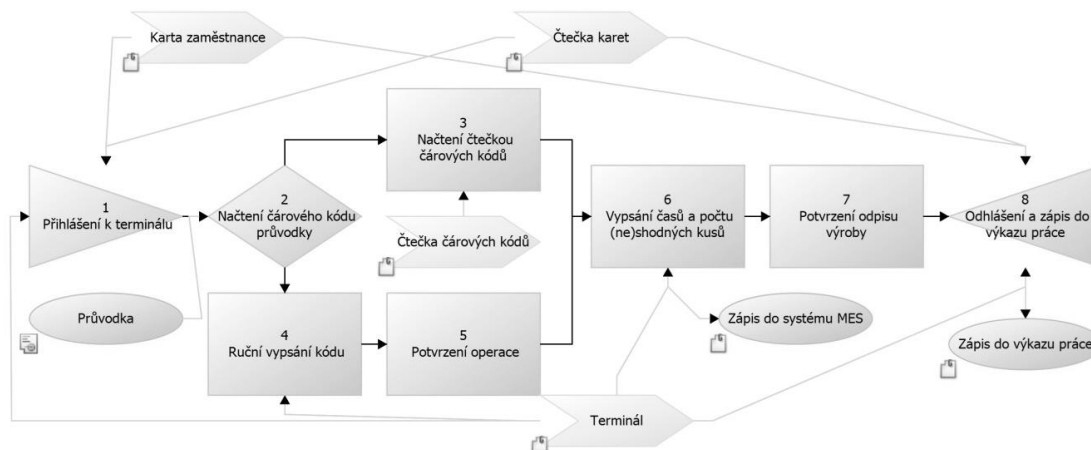 Karta zaměstnance
Čtečka karet
3
Načtení čtečkou
čárových kódů
1
Přihlášení k terminálu
2
Načtení čárového kódu
průvodky
6
Vypsání časů a počtu
(ne)shodných kusů
7
Potvrzení odpisu
výroby
8
Odhlášení a zápis do
výkazu práce
Čtečka čárových kódů
Průvodka
4
Ruční vypsání kódu
5
Potvrzení operace
Zápis do systému MES
Zápis do výkazu práce
Terminál